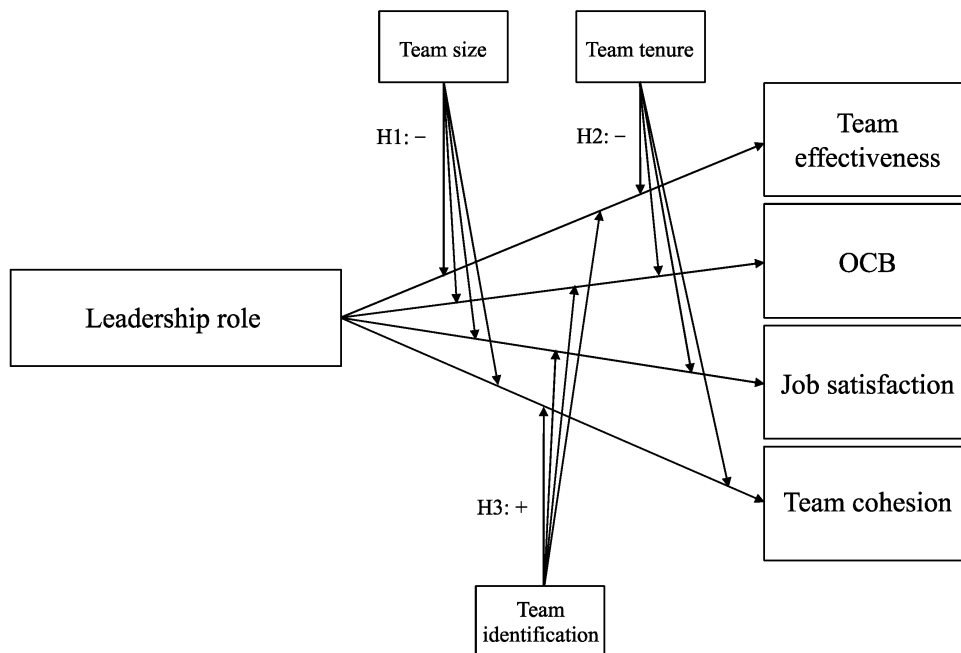 Team size
Team tenure
H1: −
H2: −
Team
effectiveness
OCB
Leadership role
Job satisfaction
Team cohesion
H3: +
Team
identification